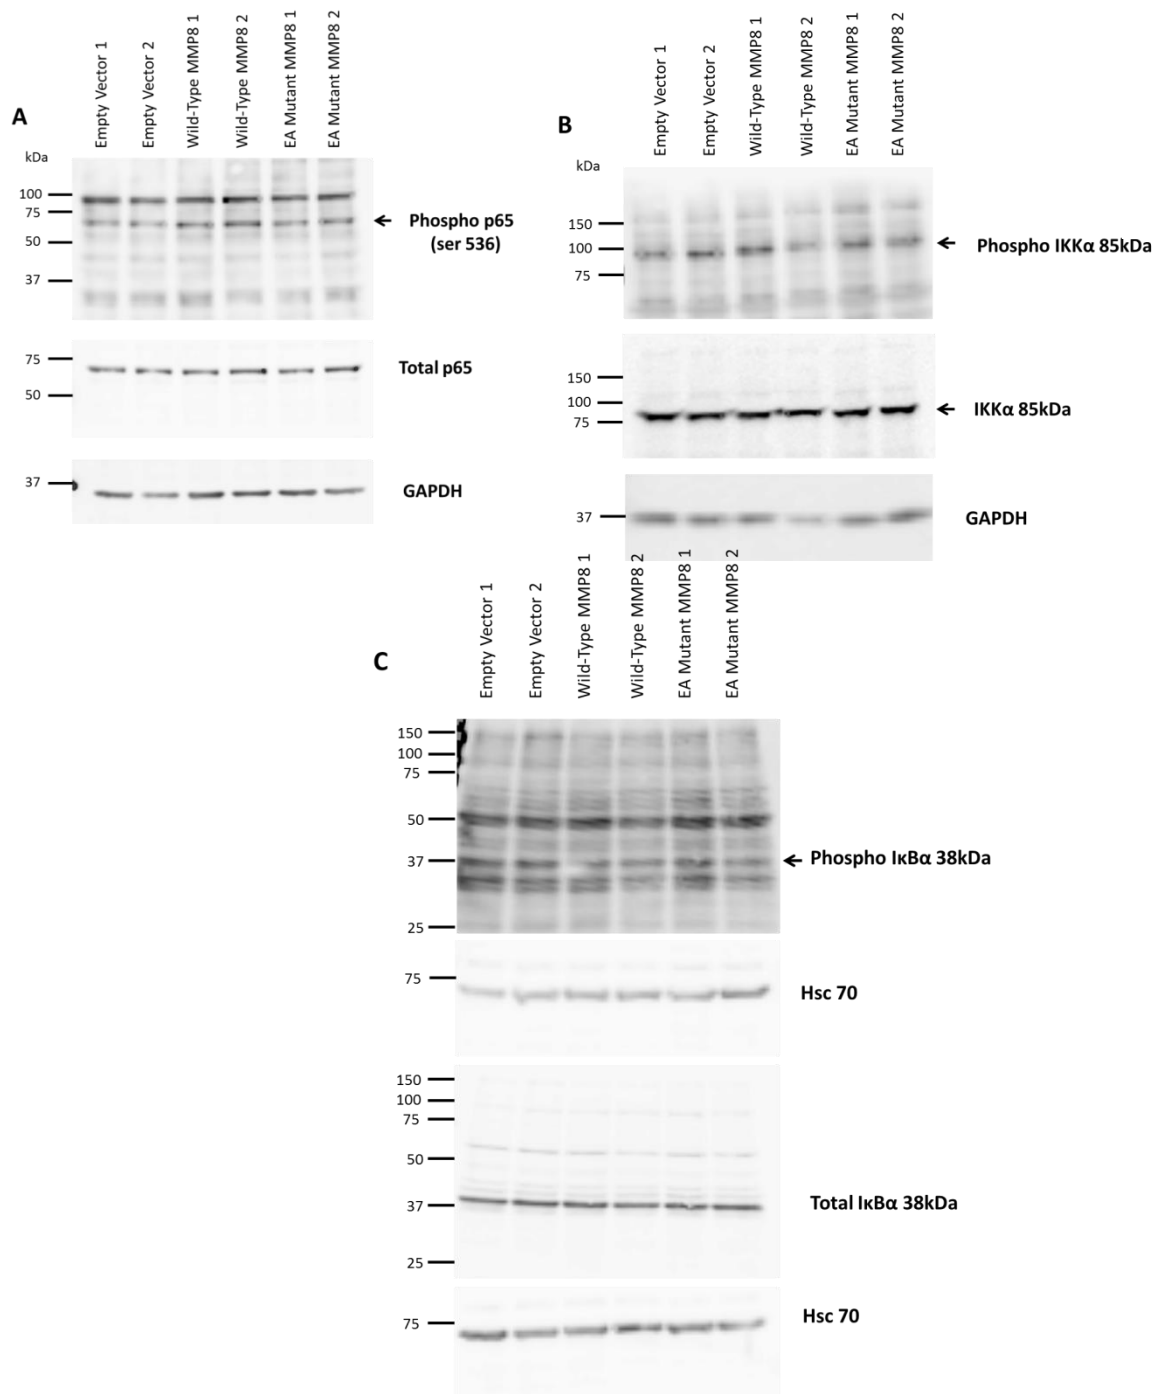 A
Empty Vector 1
Empty Vector 2
Wild-Type MMP8 1
Wild-Type MMP8 2
EA Mutant MMP8 1
EA Mutant MMP8 2
kDa
100
75
50
37
Phospho p65
(ser 536)
75
50
Total p65
37
GAPDH
B
Empty Vector 1
Empty Vector 2
Wild-Type MMP8 1
Wild-Type MMP8 2
EA Mutant MMP8 1
EA Mutant MMP8 2
kDa
150
100
75
Phospho IKKα 85kDa
150
100
75
IKKα 85kDa
37
GAPDH
C
Empty Vector 1
Empty Vector 2
Wild-Type MMP8 1
Wild-Type MMP8 2
EA Mutant MMP8 1
EA Mutant MMP8 2
150
100
75
50
37
25
Phospho IκBα 38kDa
75
Hsc 70
150
100
75
50
37
25
Total IκBα 38kDa
75
Hsc 70